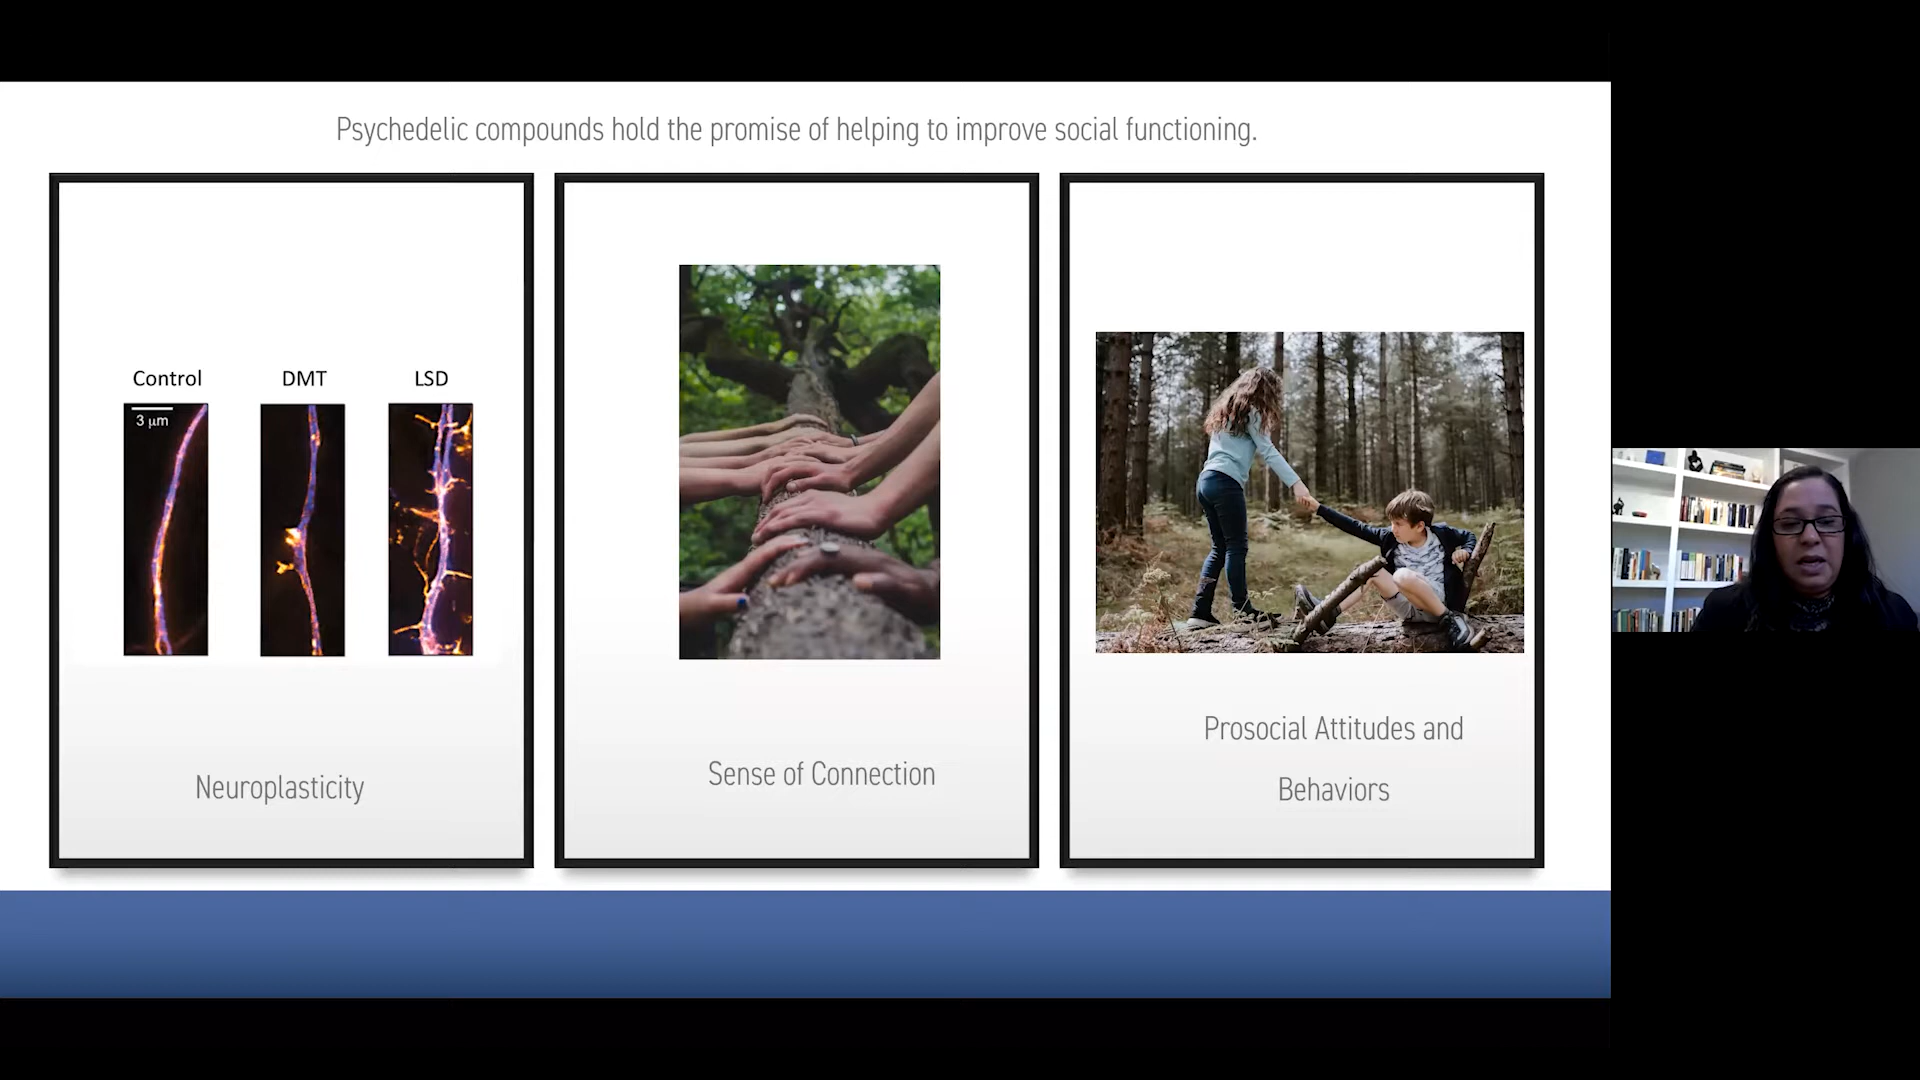 Psychedelic compounds hold the promise of helping to improve social functioning.
Control
DMT
LSD
3 μm
Neuroplasticity
Sense of Connection
Prosocial Attitudes and
Behaviors